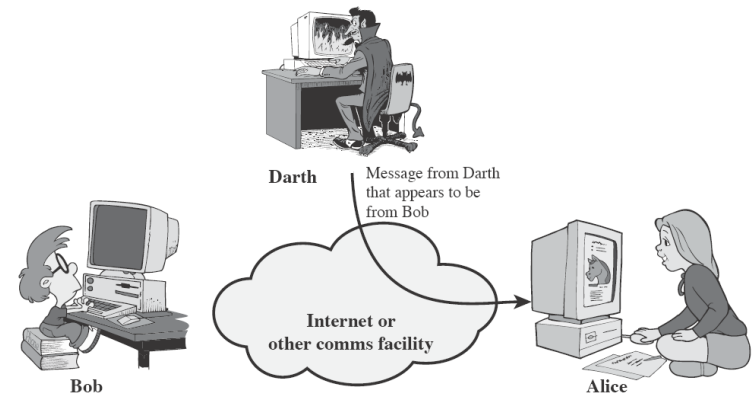 Darth
Message from Darth
that appears to be
from Bob
Internet or
other comms facility
Bob
Alice